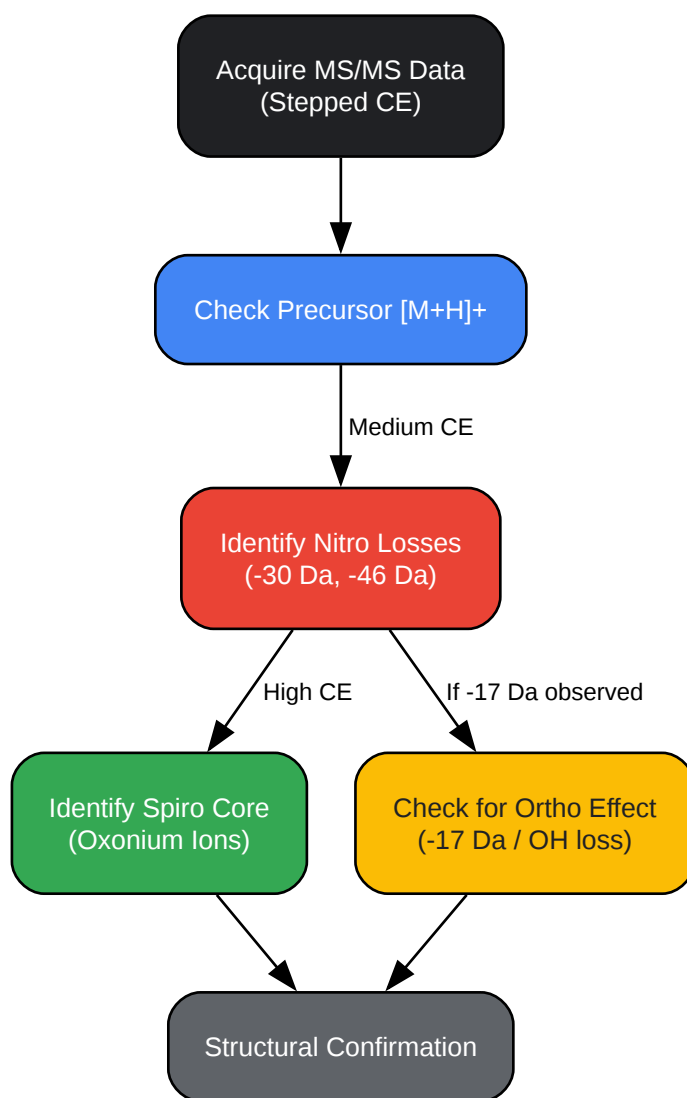 Acquire MS/MS Data
(Stepped CE)
Check Precursor [M+H]+
Medium CE
Identify Nitro Losses
(-30 Da, -46 Da)
High CE
If -17 Da observed
Identify Spiro Core
(Oxonium Ions)
Check for Ortho Effect
(-17 Da / OH loss)
Structural Confirmation